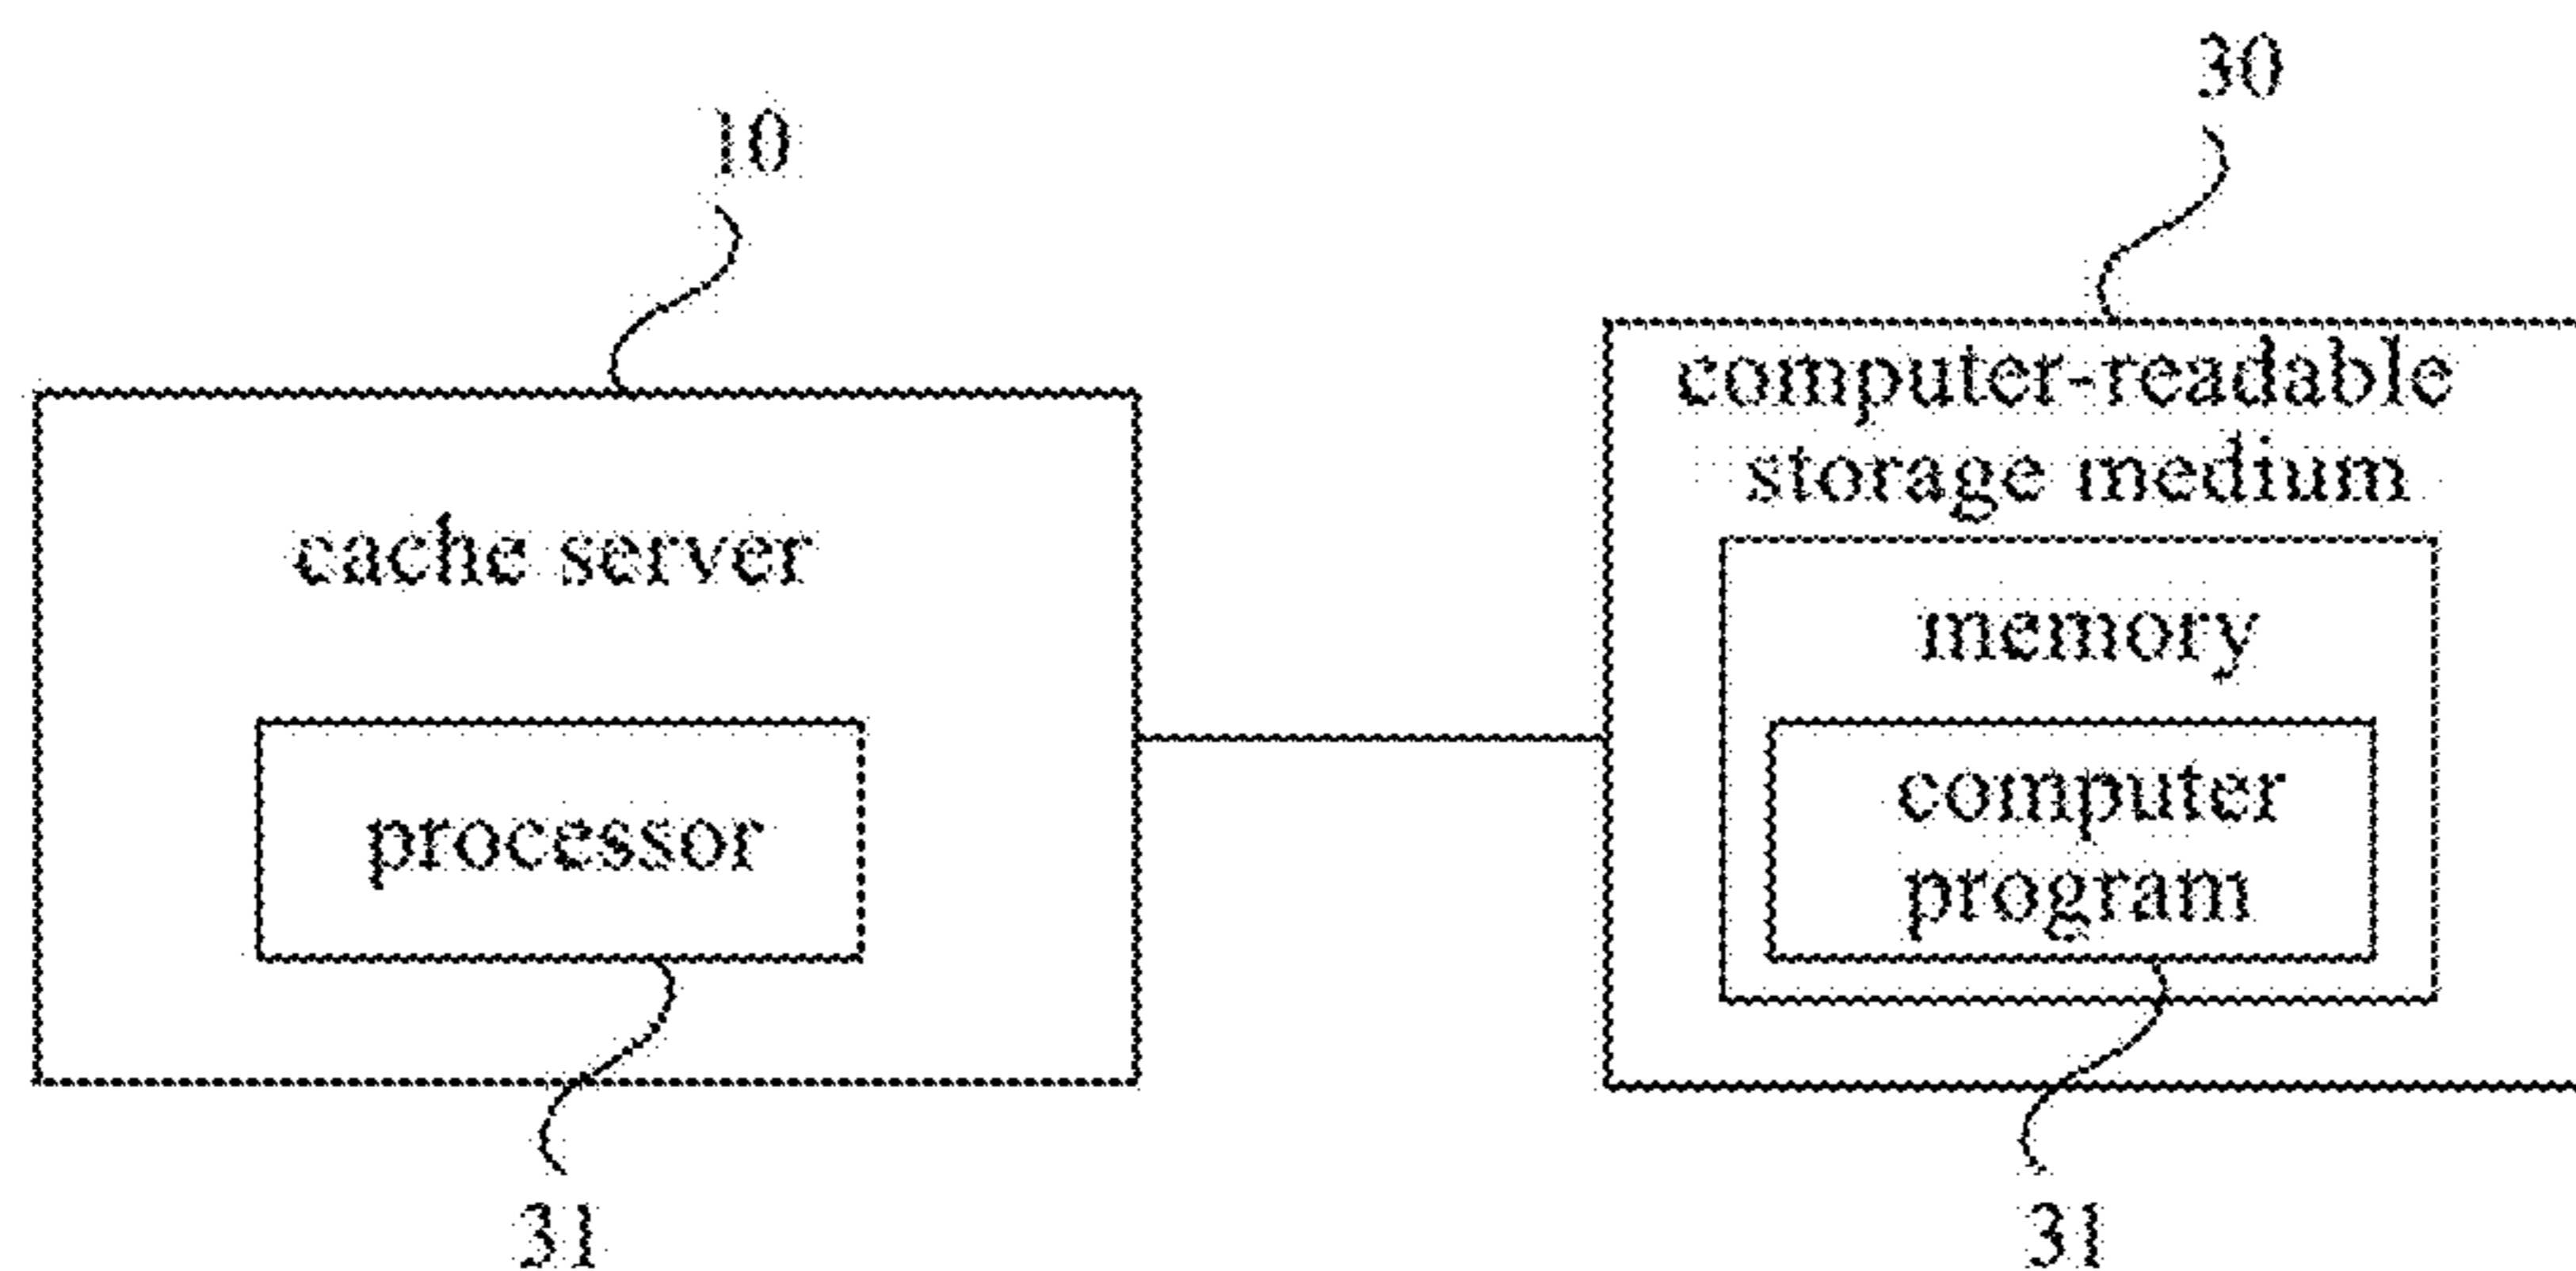 10
30
cache server
processor
computer-readable
storage medium
memory
computer
program
31
31